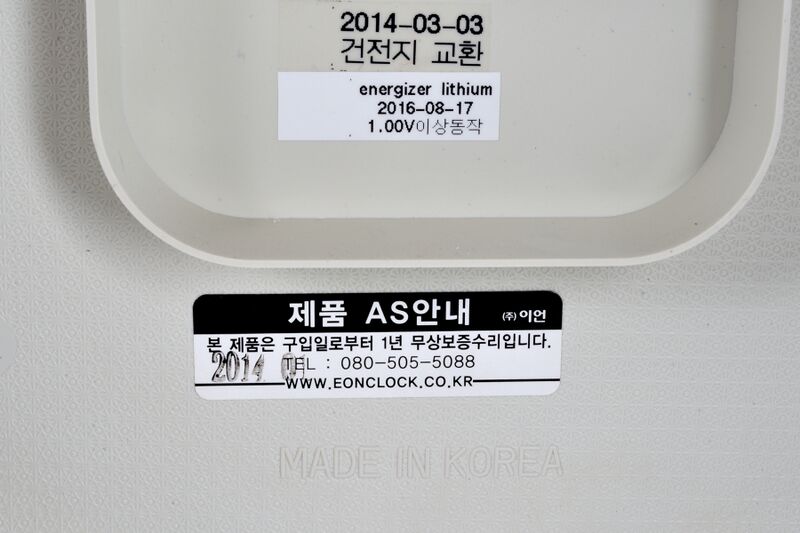 2014-03-03
건전지 교환
energizer lithium
2016-08-17
1.00V이상동작
제품 AS안내 (주) 이언
본 제품은 구입일로부터 1년 무상보증수리입니다.
2014
TEL : 080-505-5088
WWW.EONCLOCK.CO.KR
MADE IN KOREA